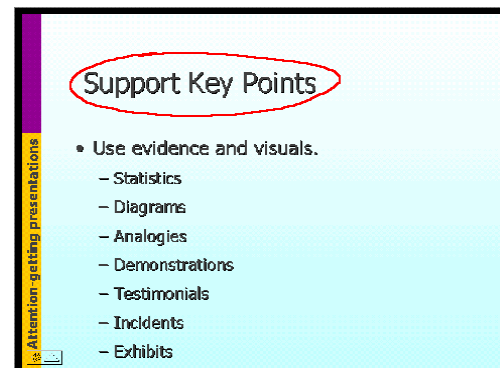 Support Key Points
• Use evidence and visuals.
– Statistics
– Diagrams
– Analogies
– Demonstrations
– Testimonials
– Incidents
– Exhibits
Attention-getting presentations